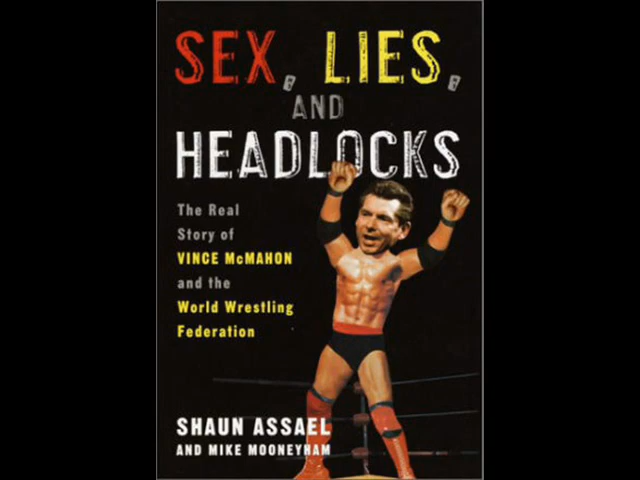 SEX, LIES,
AND
HEADLOCKS
The Real
Story of
VINCE McMAHON
and the
World Wrestling
Federation
SHAUN ASSAEL
AND MIKE MOONEYHAM